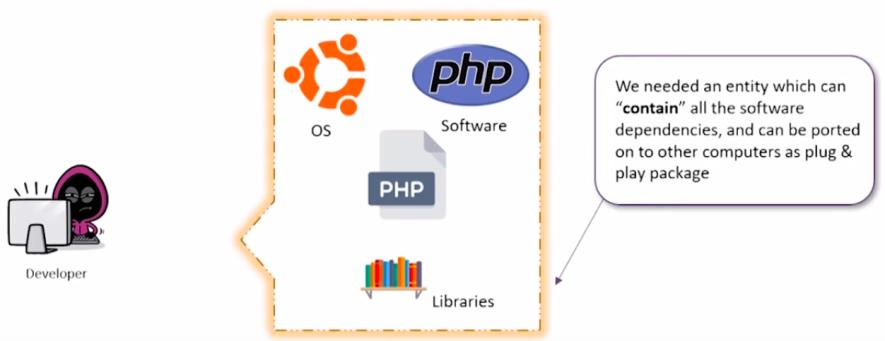 OS
php
Software
PHP
Libraries
Developer
We needed an entity which can
“contain” all the software
dependencies, and can be ported
on to other computers as plug &
play package